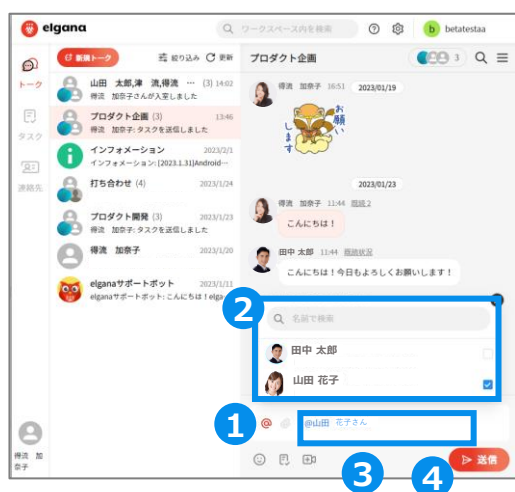 elgana
ワークスペース内を検索
b betatestaa
トーク
タスク
連絡先
得流 加奈子
新規トーク
絞り込み
更新
山田 太郎,津 流,得流 … (3) 14:02
得流 加奈子さんが入室しました
プロダクト企画 (3) 13:46
得流 加奈子: タスクを送信しました
インフォメーション 2023/2/1
インフォメーション: [2023.1.31]Android…
打ち合わせ (4) 2023/1/24
プロダクト開発 (3) 2023/1/23
得流 加奈子: タスクを送信しました
得流 加奈子 2023/1/20
elganaサポートボット 2023/1/11
elganaサポートボット: こんにちは！elga…
プロダクト企画
3
得流 加奈子 16:51
2023/01/19
お願いします
2023/01/23
得流 加奈子 11:44 既読 2
こんにちは！
田中 太郎 11:44 既読状況
こんにちは！今日もよろしくお願いします！
2
名前で検索
田中 太郎
山田 花子
1
@
@山田 花子さん
3
4
送信